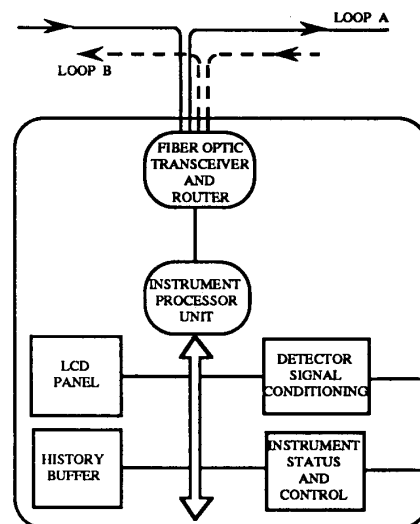 LOOP A
LOOP B
FIBER OPTIC
TRANSCEIVER
AND
ROUTER
INSTRUMENT
PROCESSOR
UNIT
LCD
PANEL
DETECTOR
SIGNAL
CONDITIONING
HISTORY
BUFFER
INSTRUMENT
STATUS
AND
CONTROL